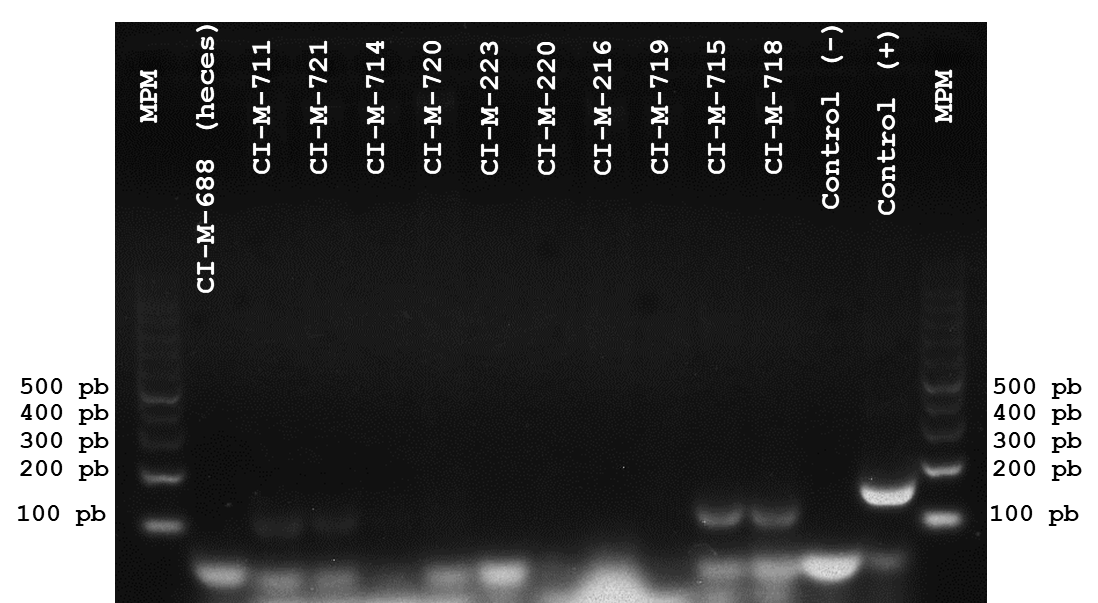 MPM
CI-M-688 (heces)
CI-M-711
CI-M-721
CI-M-714
CI-M-720
CI-M-223
CI-M-220
CI-M-216
CI-M-719
CI-M-715
CI-M-718
Control (-)
Control (+)
MPM
500 pb
400 pb
300 pb
200 pb
100 pb
500 pb
400 pb
300 pb
200 pb
100 pb